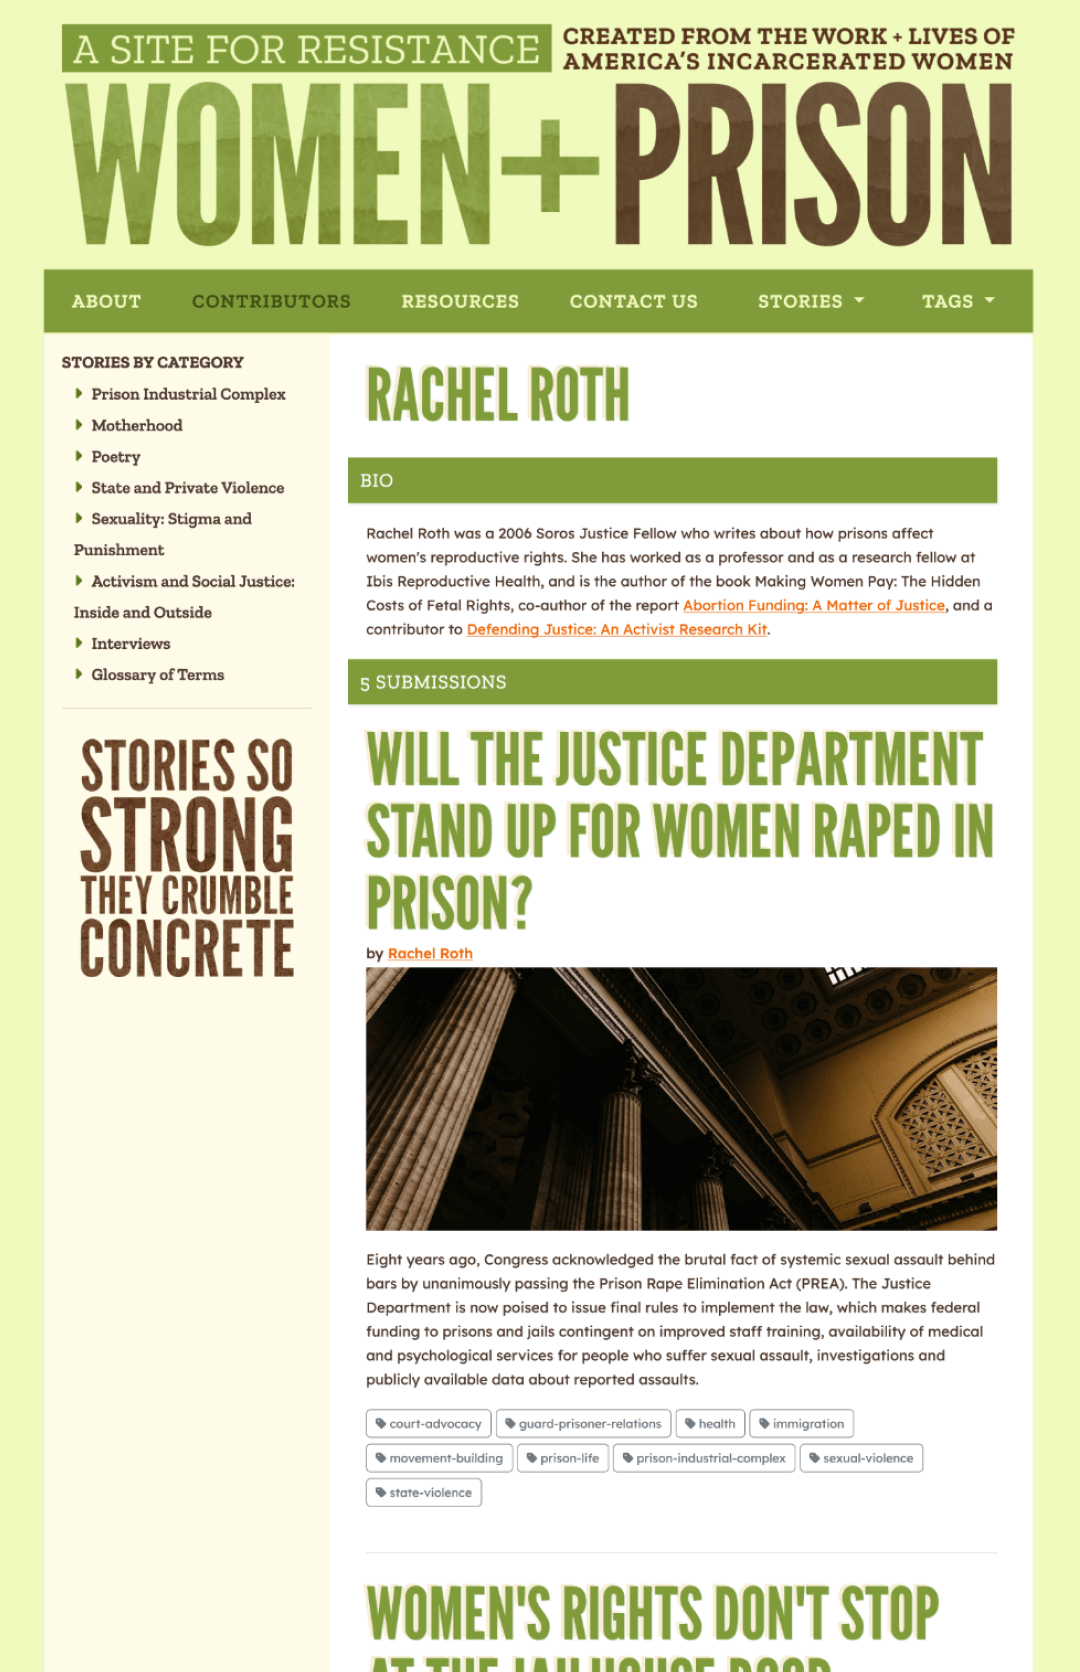 A SITE FOR RESISTANCE
CREATED FROM THE WORK + LIVES OF
AMERICA'S INCARCERATED WOMEN
WOMEN+PRISON
ABOUT
CONTRIBUTORS
RESOURCES
CONTACT US
STORIES
TAGS
STORIES BY CATEGORY
Prison Industrial Complex
Motherhood
Poetry
State and Private Violence
Sexuality: Stigma and
Punishment
Activism and Social Justice:
Inside and Outside
Interviews
Glossary of Terms
STORIES SO
STRONG
THEY CRUMBLE
CONCRETE
RACHEL ROTH
BIO
Rachel Roth was a 2006 Soros Justice Fellow who writes about how prisons affect
women's reproductive rights. She has worked as a professor and as a research fellow at
Ibis Reproductive Health, and is the author of the book Making Women Pay: The Hidden
Costs of Fetal Rights, co-author of the report Abortion Funding: A Matter of Justice, and a
contributor to Defending Justice: An Activist Research Kit.
5 SUBMISSIONS
WILL THE JUSTICE DEPARTMENT
STAND UP FOR WOMEN RAPED IN
PRISON?
by Rachel Roth
Eight years ago, Congress acknowledged the brutal fact of systemic sexual assault behind
bars by unanimously passing the Prison Rape Elimination Act (PREA). The Justice
Department is now poised to issue final rules to implement the law, which makes federal
funding to prisons and jails contingent on improved staff training, availability of medical
and psychological services for people who suffer sexual assault, investigations and
publicly available data about reported assaults.
court-advocacy
guard-prisoner-relations
health
immigration
movement-building
prison-life
prison-industrial-complex
sexual-violence
state-violence
WOMEN'S RIGHTS DON'T STOP
AT THE JAILHOUSE DOOR